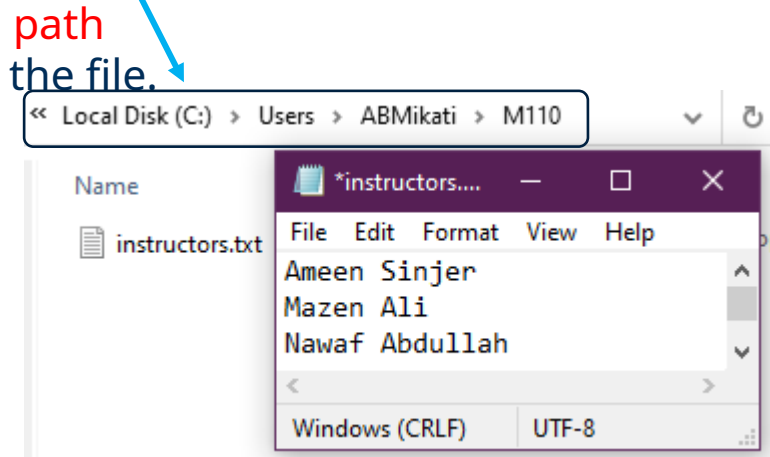 path
the file.
« Local Disk (C:) > Users > ABMikati > M110
Name
instructors.txt
*instructors....
File Edit Format View Help
Ameen Sinjer
Mazen Ali
Nawaf Abdullah
Windows (CRLF) UTF-8